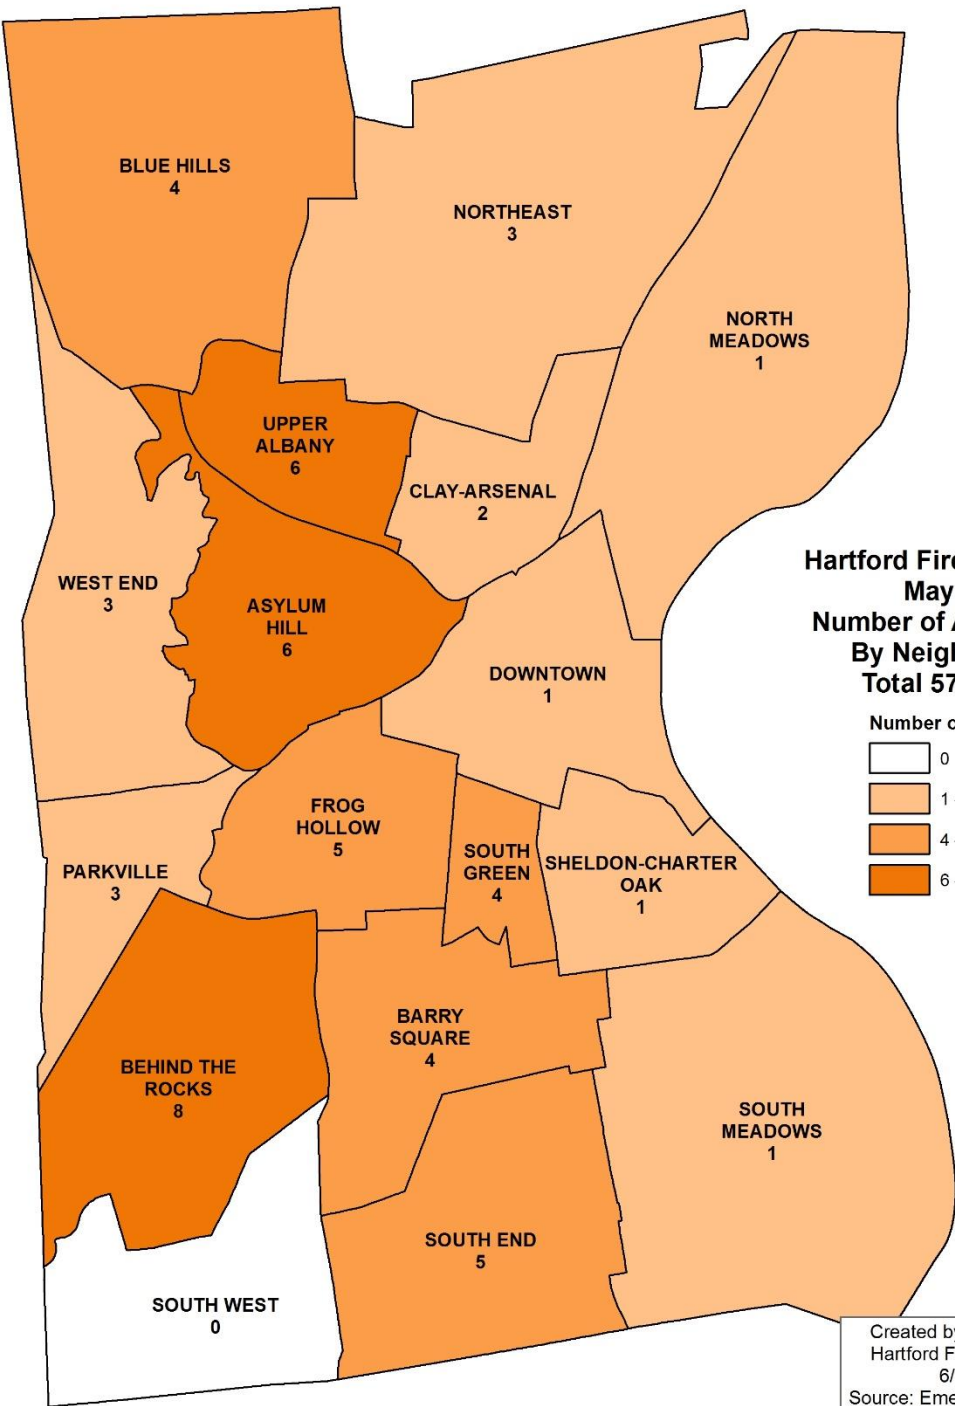 BLUE HILLS
4
NORTHEAST
3
NORTH
MEADOWS
1
UPPER
ALBANY
6
CLAY-ARSENAL
2
WEST END
3
ASYLUM
HILL
6
DOWNTOWN
1
Hartford Fire
May
Number of
By
Total 57
Number
0
1
4
6
FROG
HOLLOW
5
SOUTH
GREEN
4
SHELDON-CHARTER
OAK
1
PARKVILLE
3
BARRY
SQUARE
4
BEHIND THE
ROCKS
8
SOUTH
MEADOWS
1
SOUTH END
5
SOUTH WEST
0
Created by
Hartford
6/
Source: